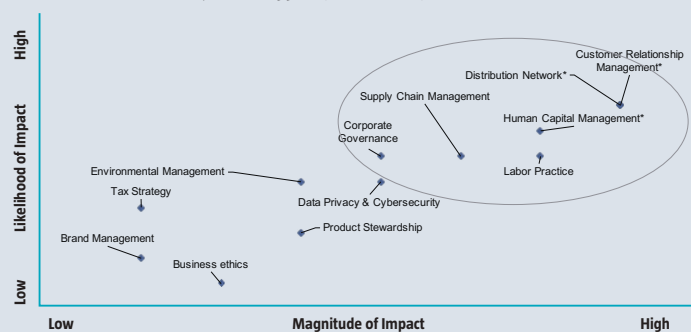 High
Customer Relationship
Management*
Distribution Network*
Supply Chain Management
Human Capital Management*
Corporate
Governance
Likelihood of Impact
Environmental Management
Labor Practice
Tax Strategy
Data Privacy & Cybersecurity
Product Stewardship
Brand Management
Business ethics
Low
Low
Magnitude of Impact
High